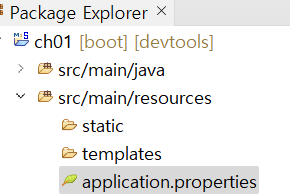 Package Explorer
ch01 [boot] [devtools]
src/main/java
src/main/resources
static
templates
application.properties